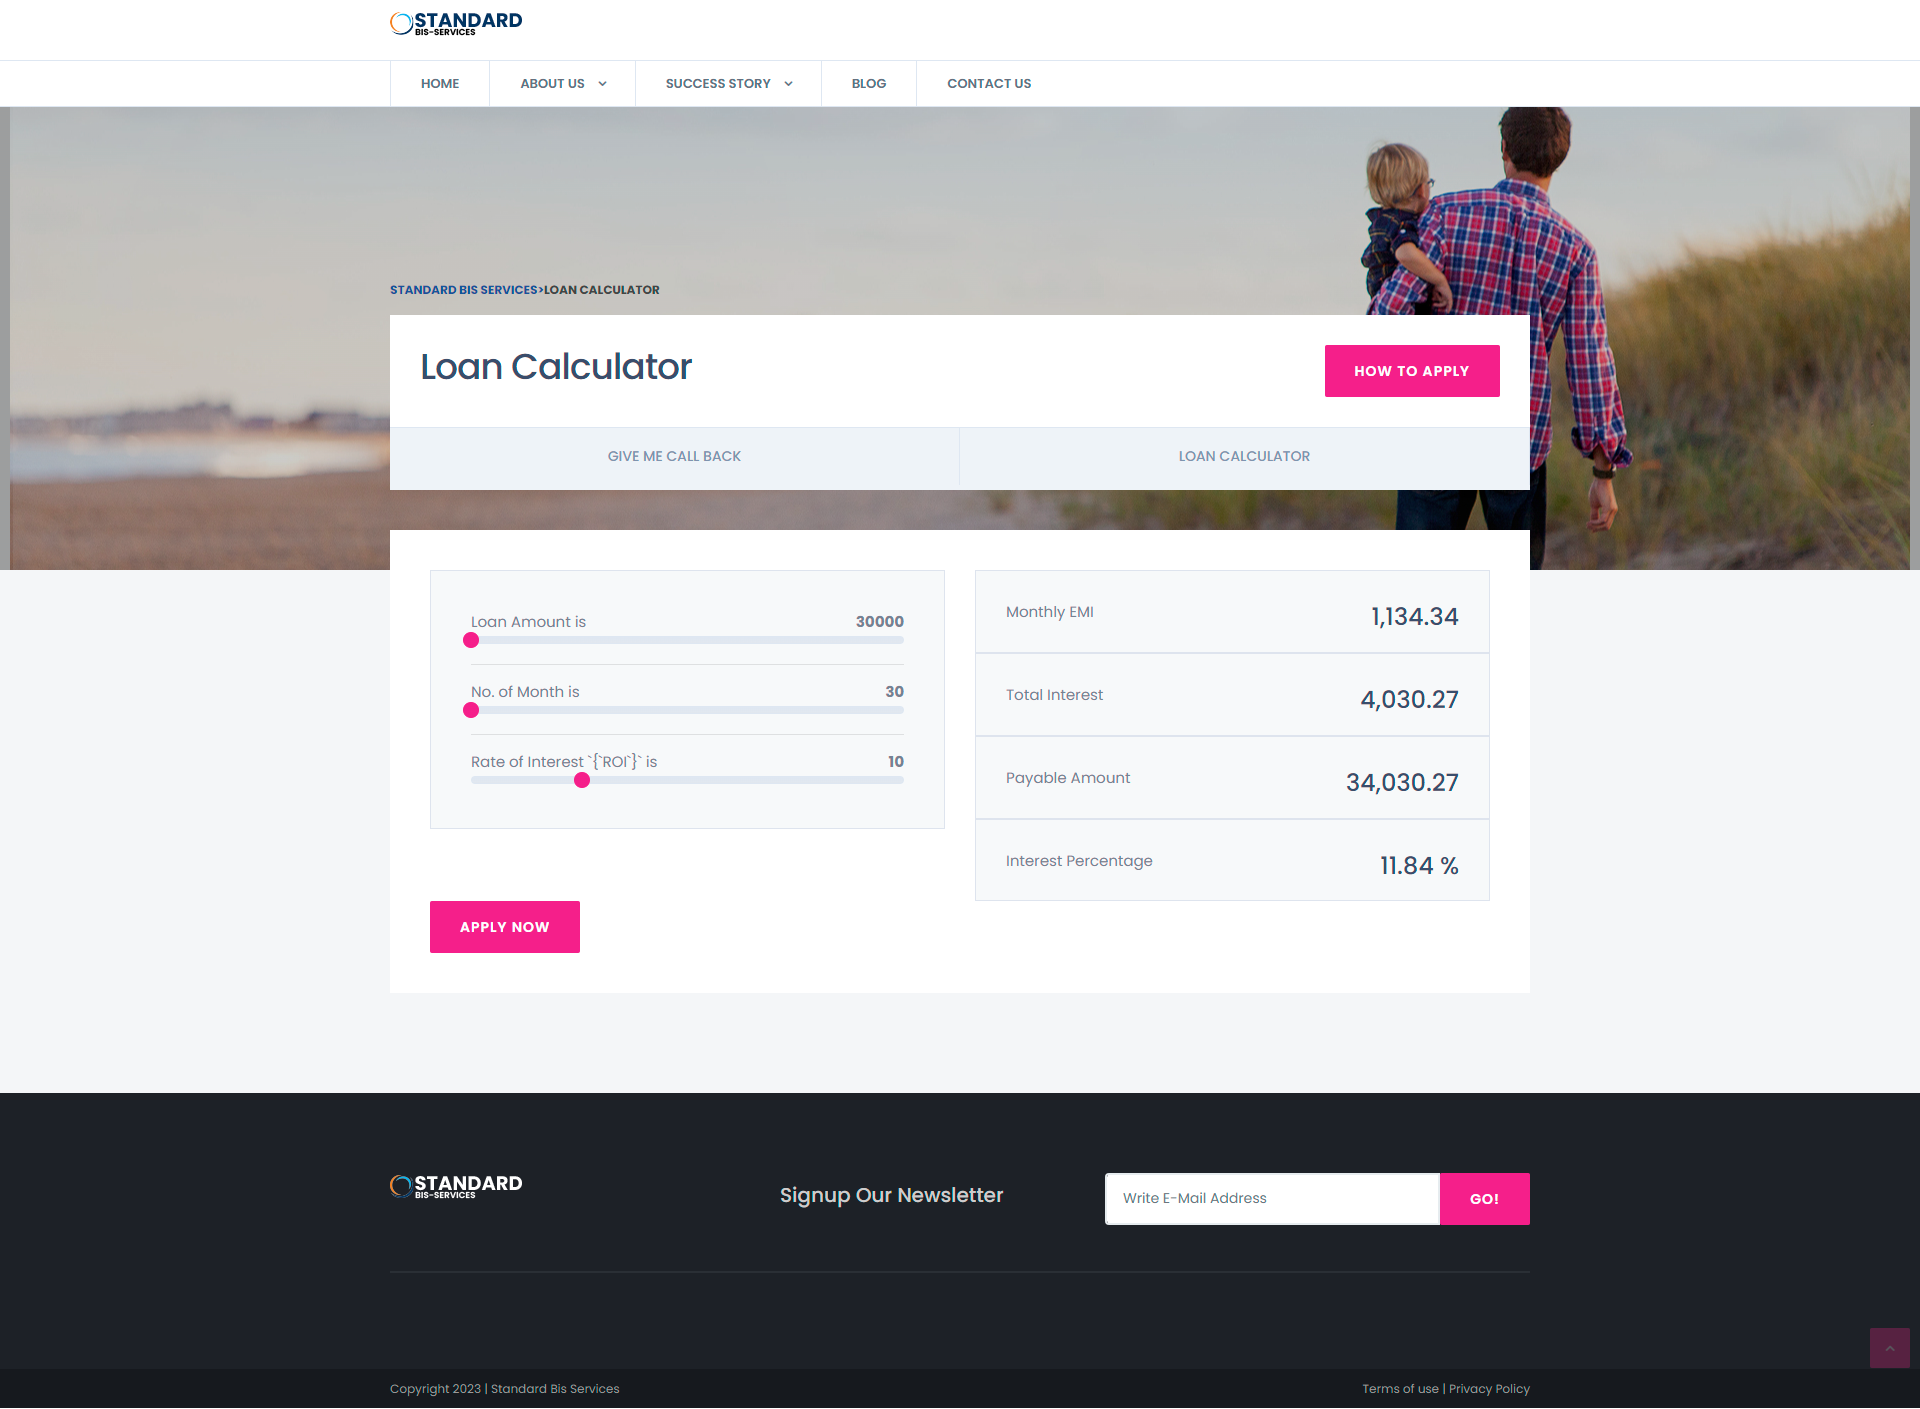 STANDARD
BIS-SERVICES
HOME
ABOUT US
SUCCESS STORY
BLOG
CONTACT US
STANDARD BIS SERVICES>LOAN CALCULATOR
Loan Calculator
HOW TO APPLY
GIVE ME CALL BACK
LOAN CALCULATOR
Loan Amount is 30000
No. of Month is 30
Rate of Interest `{`ROI`}` is 10
Monthly EMI 1,134.34
Total Interest 4,030.27
Payable Amount 34,030.27
Interest Percentage 11.84 %
APPLY NOW
STANDARD
BIS-SERVICES
Signup Our Newsletter
Write E-Mail Address
GO!
Copyright 2023 | Standard Bis Services
Terms of use | Privacy Policy